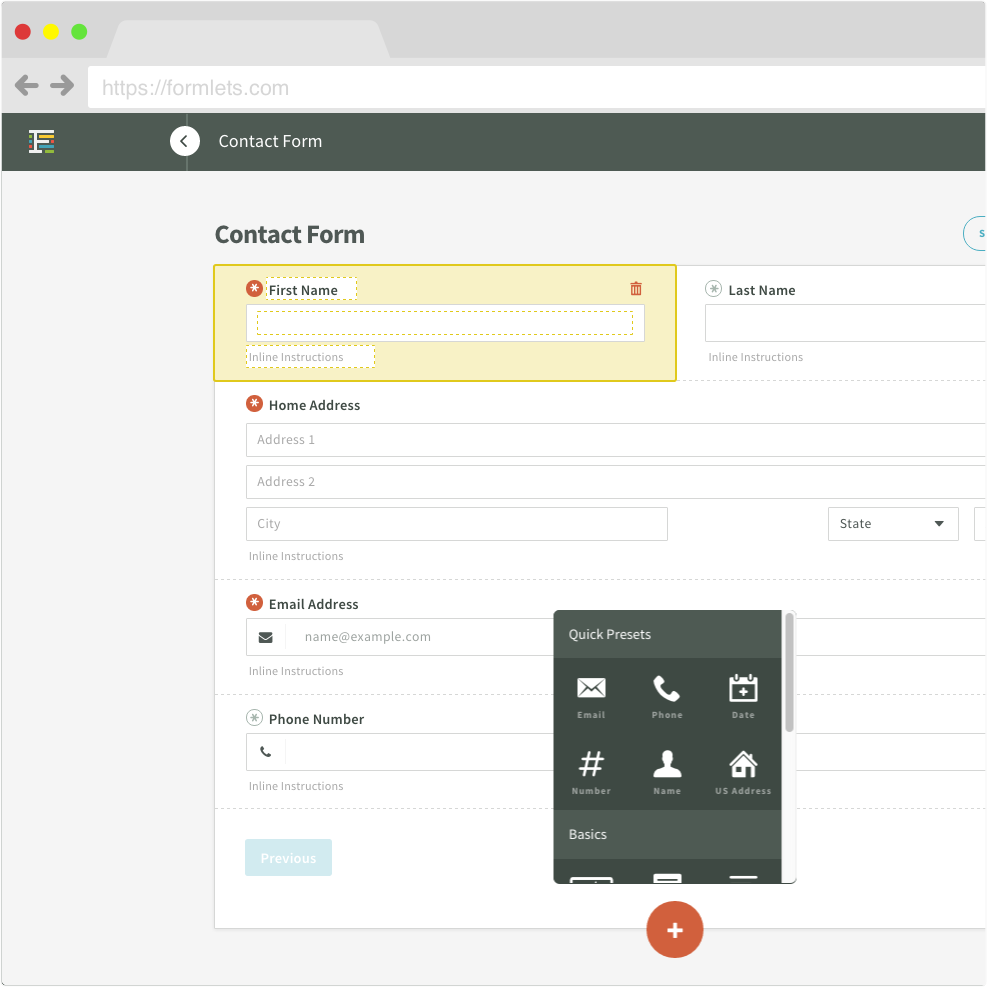 https://formlets.com
Contact Form
Contact Form
First Name
Last Name
Inline Instructions
Inline Instructions
Home Address
Address 1
Address 2
City
State
Inline Instructions
Email Address
name@example.com
Inline Instructions
Phone Number
Inline Instructions
Previous
Quick Presets
Email
Phone
Date
Number
Name
US Address
Basics